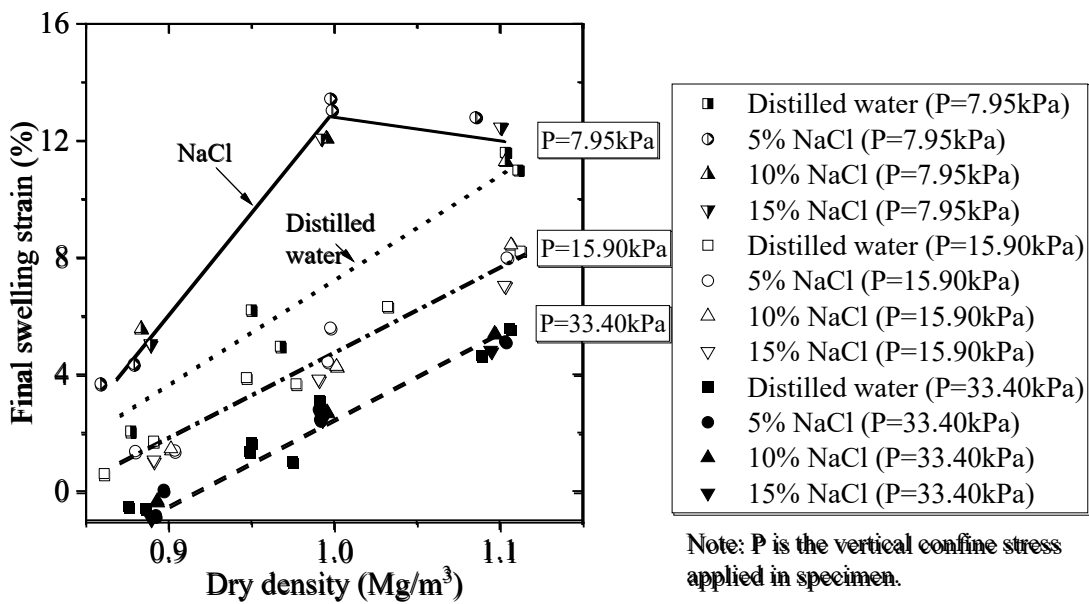 16
12
8
4
0
Final swelling strain (%)
0.9
1.0
1.1
Dry density (Mg/m³)
NaCl
Distilled
water
P=7.95kPa
P=15.90kPa
P=33.40kPa
Distilled water (P=7.95kPa)
5% NaCl (P=7.95kPa)
10% NaCl (P=7.95kPa)
15% NaCl (P=7.95kPa)
Distilled water (P=15.90kPa)
5% NaCl (P=15.90kPa)
10% NaCl (P=15.90kPa)
15% NaCl (P=15.90kPa)
Distilled water (P=33.40kPa)
5% NaCl (P=33.40kPa)
10% NaCl (P=33.40kPa)
15% NaCl (P=33.40kPa)
Note: P is the vertical confine stress
applied in specimen.